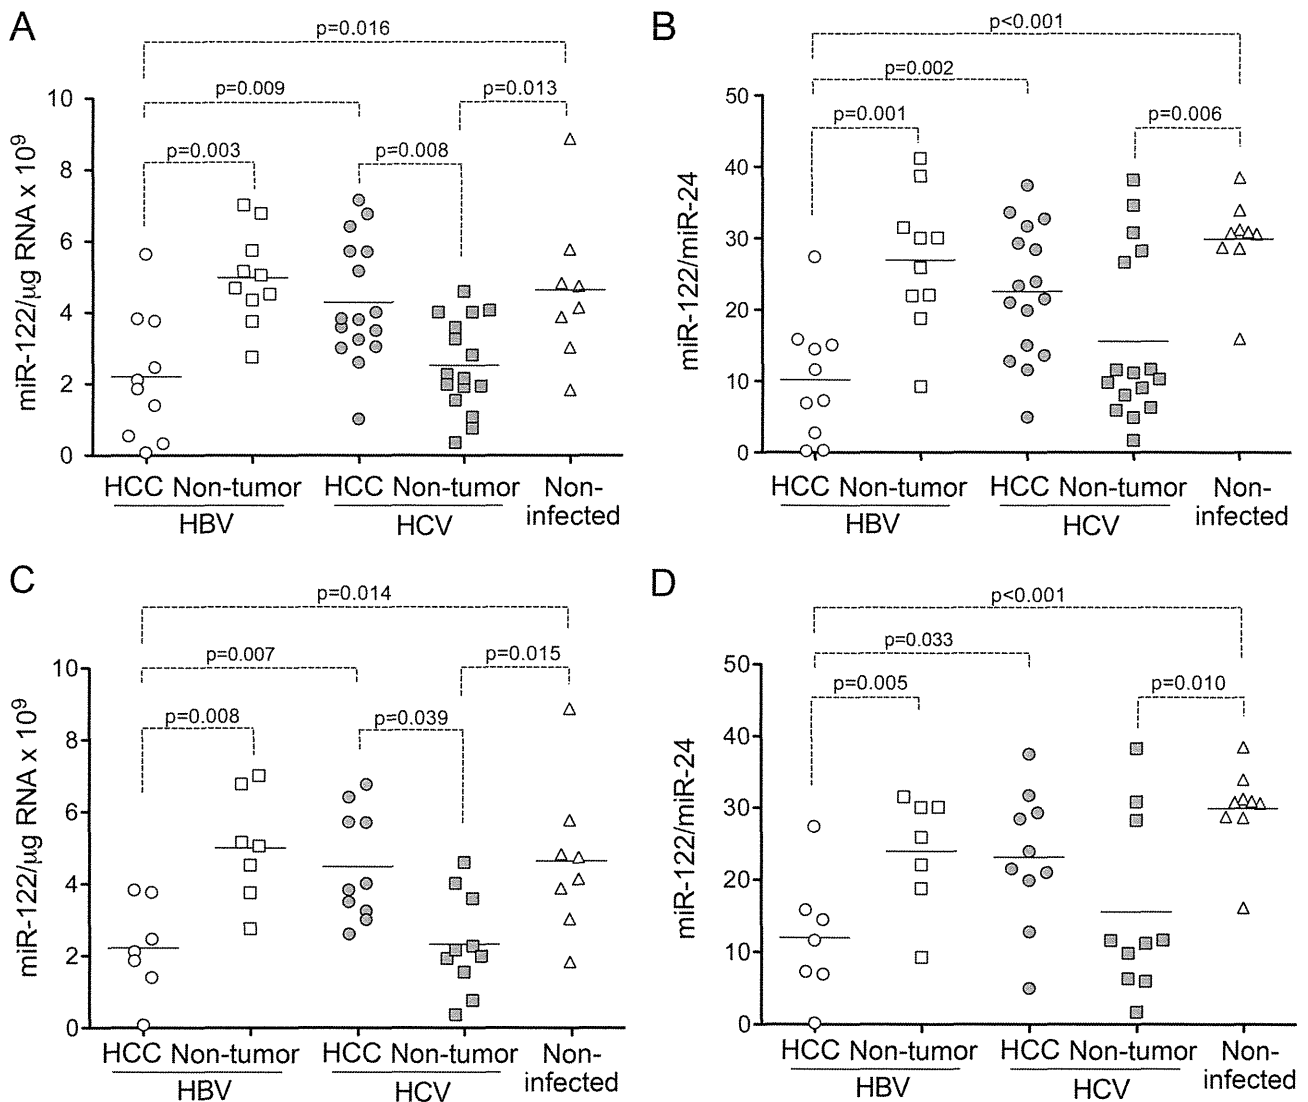 A
p=0.016
p=0.009
p=0.013
p=0.003
p=0.008
miR-122/µg RNA x 10⁹
10
8
6
4
2
0
HCC Non-tumor HCC Non-tumor Non-infected
HBV HCV
B
p<0.001
p=0.002
p=0.001
p=0.006
miR-122/miR-24
50
40
30
20
10
0
HCC Non-tumor HCC Non-tumor Non-infected
HBV HCV
C
p=0.014
p=0.007
p=0.015
p=0.008
p=0.039
miR-122/µg RNA x 10⁹
10
8
6
4
2
0
HCC Non-tumor HCC Non-tumor Non-infected
HBV HCV
D
p<0.001
p=0.033
p=0.005
p=0.010
miR-122/miR-24
50
40
30
20
10
0
HCC Non-tumor HCC Non-tumor Non-infected
HBV HCV